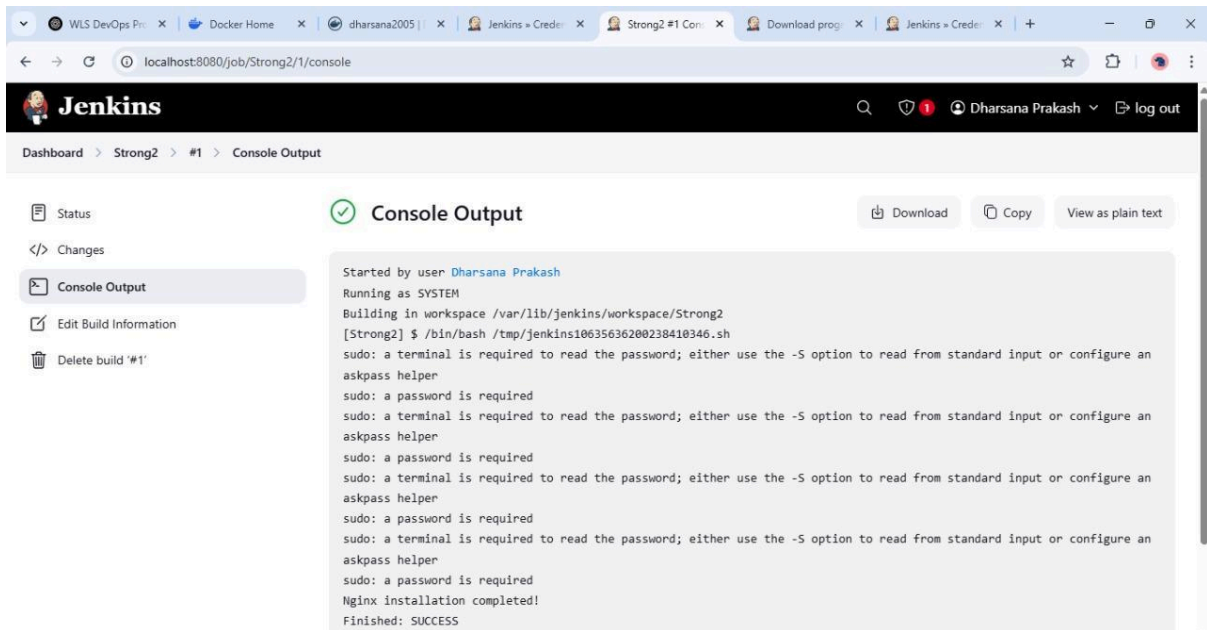 WLS DevOps Pro
Docker Home
dharsana2005 |
Jenkins » Creden
Strong2 #1 Con
Download prog
Jenkins » Creden
localhost:8080/job/Strong2/1/console
Jenkins
1
Dharsana Prakash
log out
Dashboard > Strong2 > #1 > Console Output
Status
Changes
Console Output
Edit Build Information
Delete build '#1'
Console Output
Download
Copy
View as plain text
Started by user Dharsana Prakash
Running as SYSTEM
Building in workspace /var/lib/jenkins/workspace/Strong2
[Strong2] $ /bin/bash /tmp/jenkins10635636200238410346.sh
sudo: a terminal is required to read the password; either use the -S option to read from standard input or configure an
askpass helper
sudo: a password is required
sudo: a terminal is required to read the password; either use the -S option to read from standard input or configure an
askpass helper
sudo: a password is required
sudo: a terminal is required to read the password; either use the -S option to read from standard input or configure an
askpass helper
sudo: a password is required
sudo: a terminal is required to read the password; either use the -S option to read from standard input or configure an
askpass helper
sudo: a password is required
Nginx installation completed!
Finished: SUCCESS